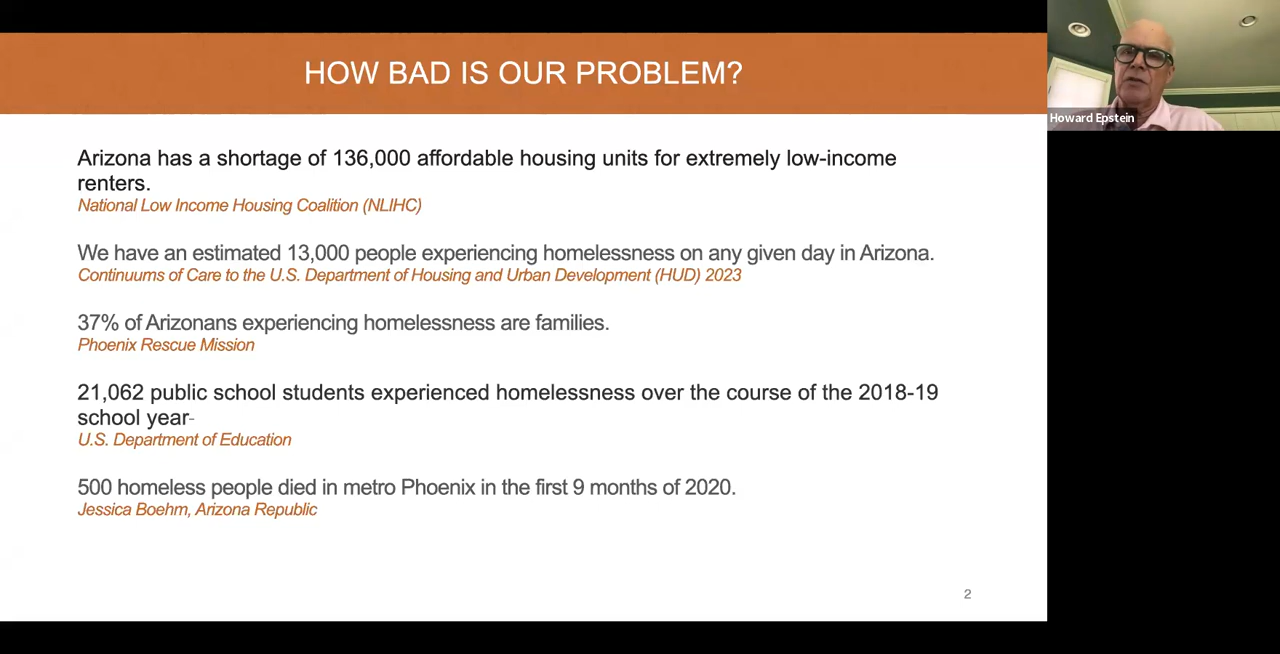 HOW BAD IS OUR PROBLEM?
Howard Epstein
Arizona has a shortage of 136,000 affordable housing units for extremely low-income
renters.
National Low Income Housing Coalition (NLIHC)
We have an estimated 13,000 people experiencing homelessness on any given day in Arizona.
Continuums of Care to the U.S. Department of Housing and Urban Development (HUD) 2023
37% of Arizonans experiencing homelessness are families.
Phoenix Rescue Mission
21,062 public school students experienced homelessness over the course of the 2018-19
school year-
U.S. Department of Education
500 homeless people died in metro Phoenix in the first 9 months of 2020.
Jessica Boehm, Arizona Republic
2